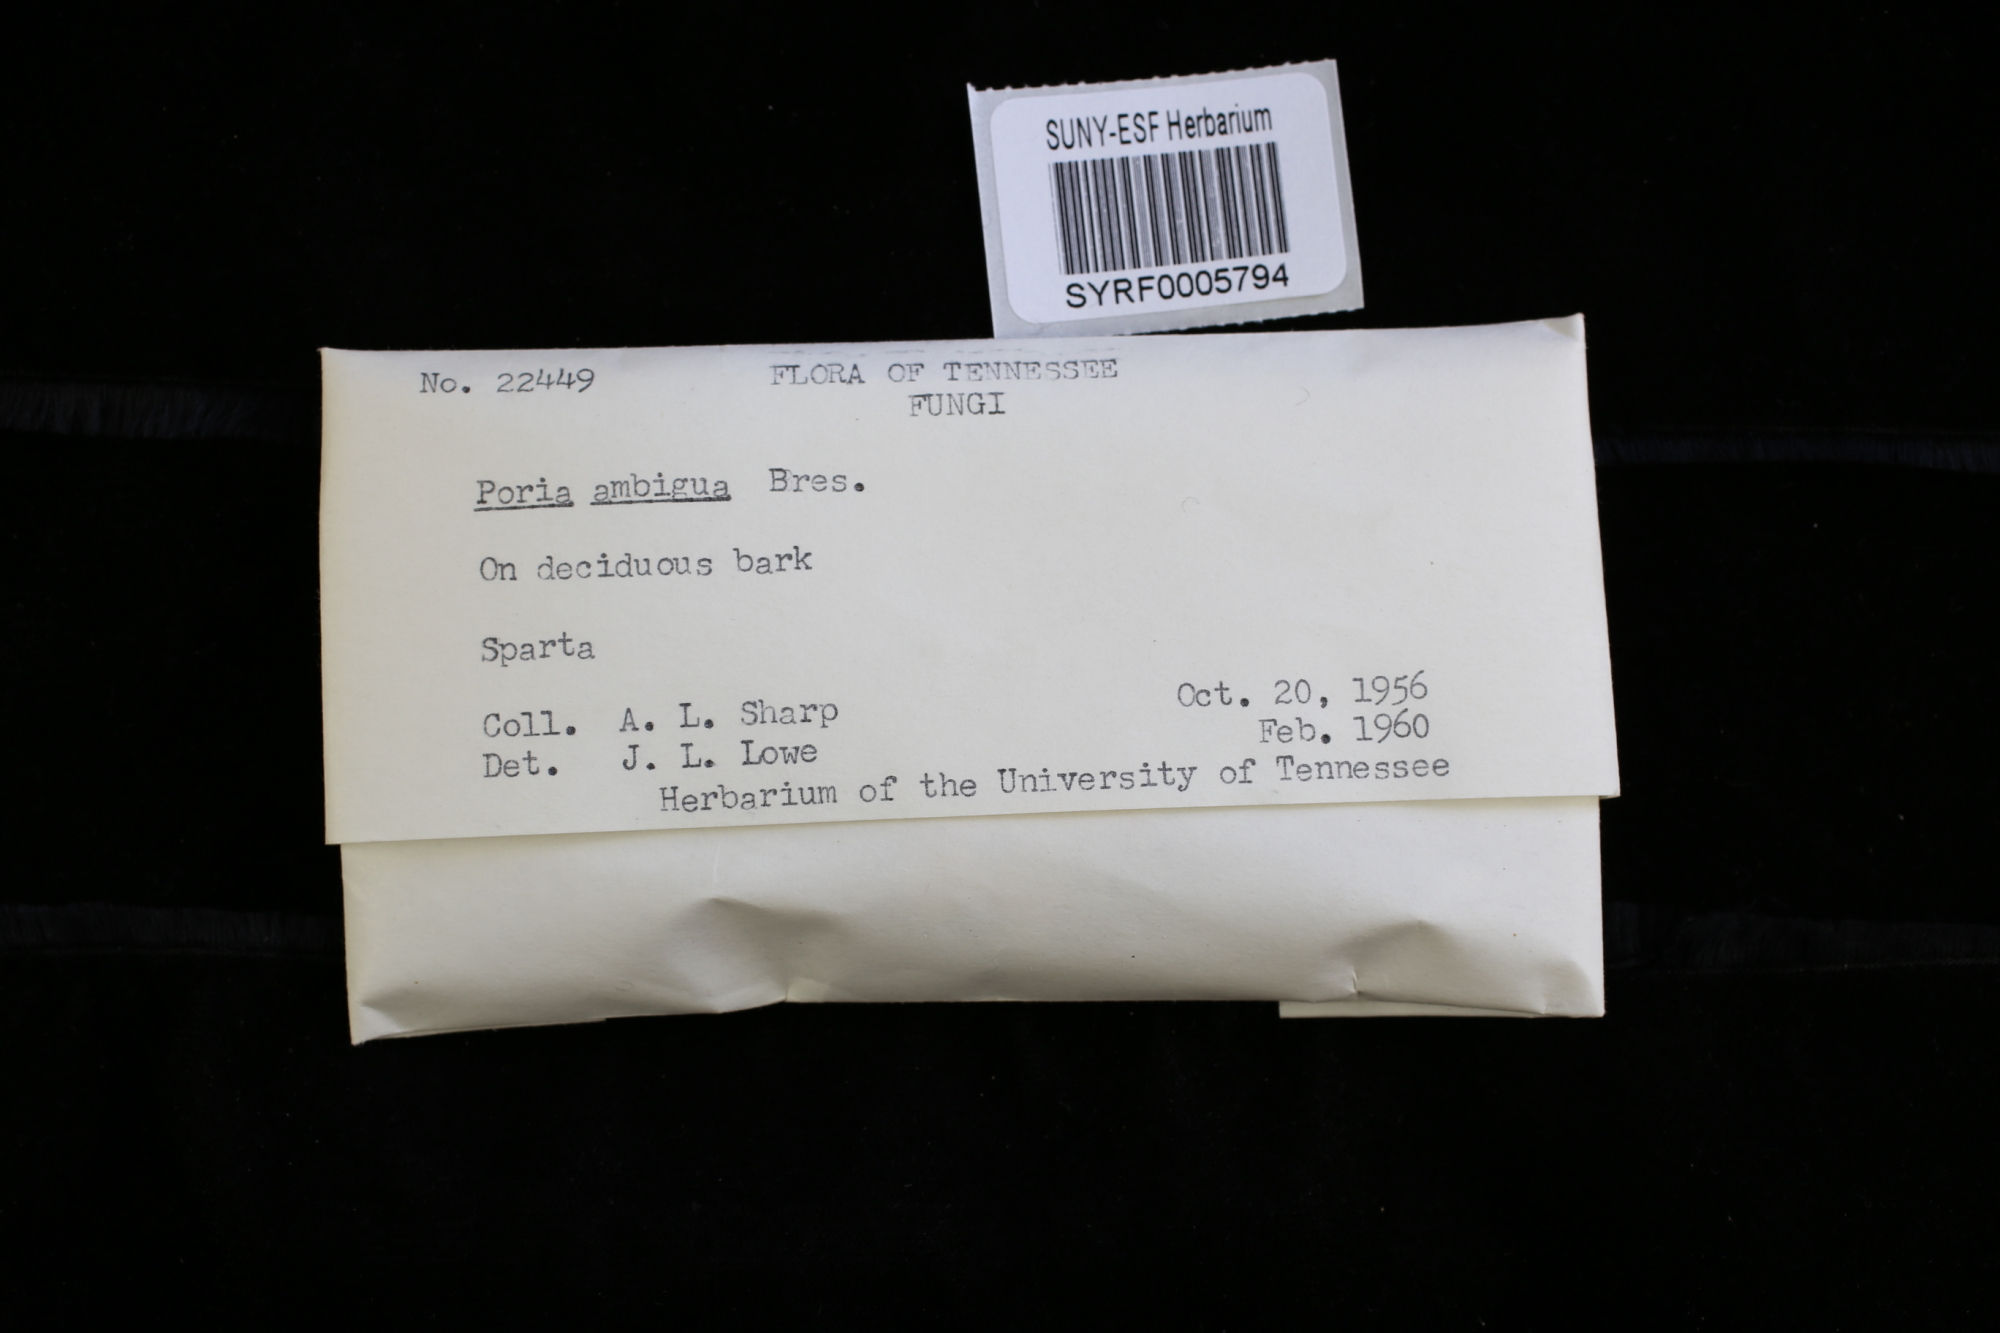 SUNY-ESF Herbarium
SYRF0005794
No. 22449 FLORA OF TENNESSEE
FUNGI
Poria ambigua Bres.
On deciduous bark
Sparta
Coll. A. L. Sharp Oct. 20, 1956
Det. J. L. Lowe Feb. 1960
Herbarium of the University of Tennessee